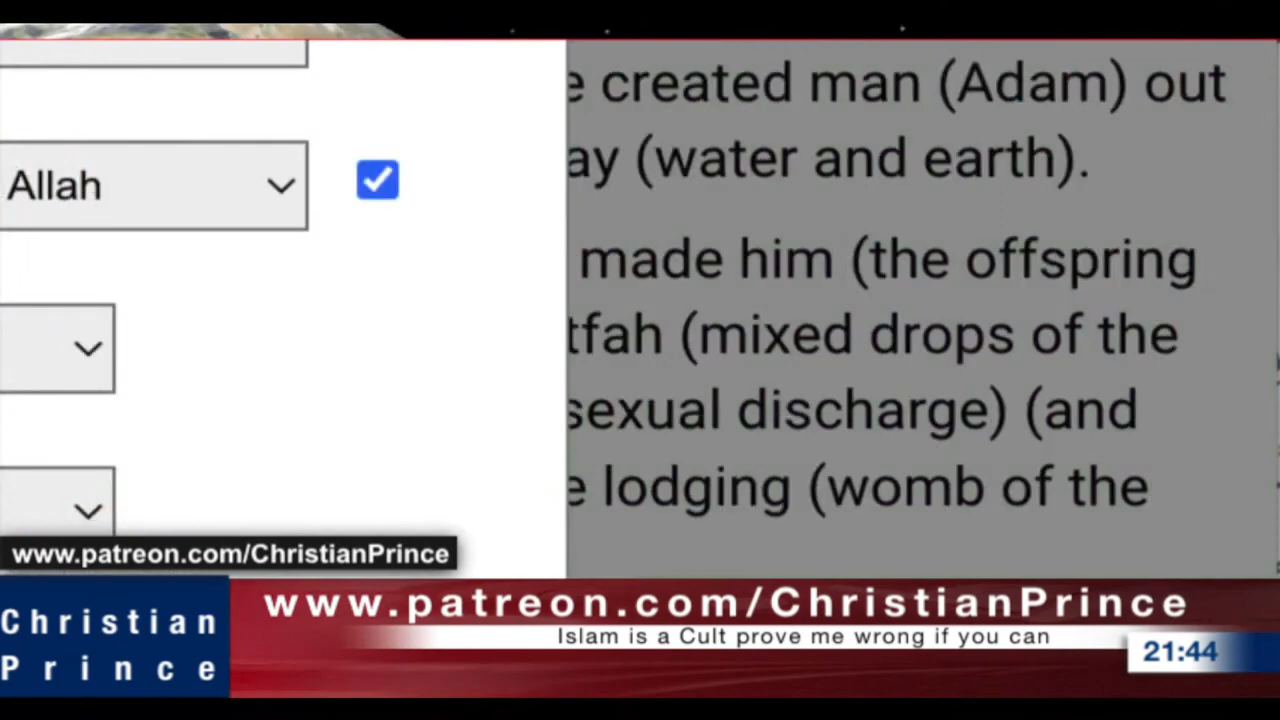 created man (Adam) out
(water and earth).
made him (the offspring
(mixed drops of the
sexual discharge) (and
lodging (womb of the
Allah
www.patreon.com/ChristianPrince
Christian
Prince
www.patreon.com/ChristianPrince
Islam is a Cult prove me wrong if you can
21:44